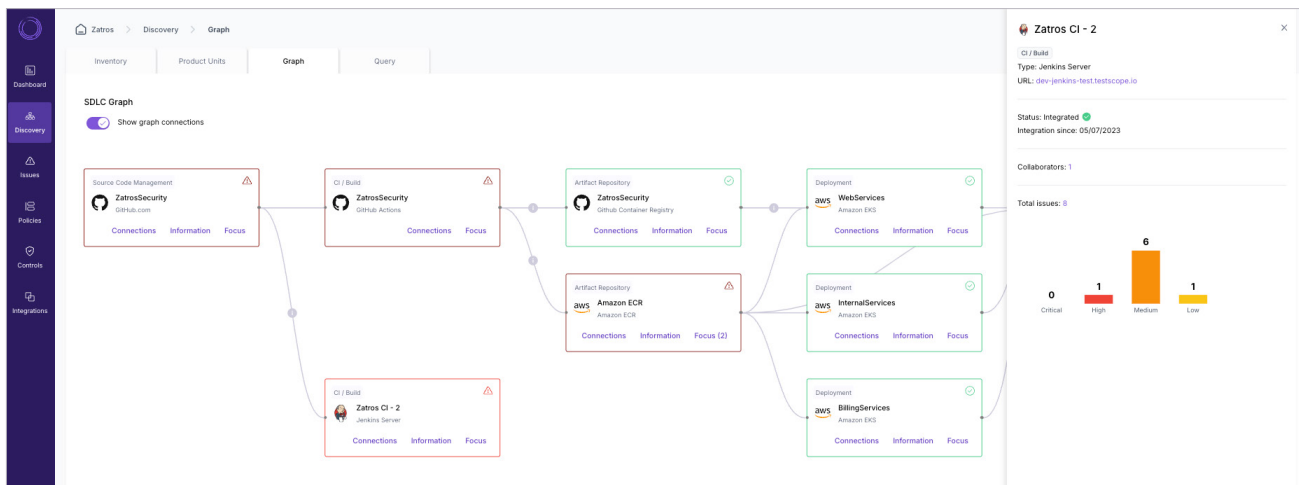 Zatros
Discovery
Graph
Dashboard
Discovery
Issues
Policies
Controls
Integrations
Inventory
Product Units
Graph
Query
SDLC Graph
Show graph connections
Source Code Management
ZatrosSecurity
GitHub.com
Connections Information Focus
CI / Build
ZatrosSecurity
GitHub Actions
Connections Focus
Artifact Repository
ZatrosSecurity
Github Container Registry
Connections Information Focus
Deployment
aws WebServices
Amazon EKS
Connections Information Focus
Artifact Repository
aws Amazon ECR
Amazon ECR
Connections Information Focus (2)
Deployment
aws InternalServices
Amazon EKS
Connections Information Focus
CI / Build
Zatros CI - 2
Jenkins Server
Connections Information Focus
Deployment
aws BillingServices
Amazon EKS
Connections Information Focus
Zatros CI - 2
CI / Build
Type: Jenkins Server
URL: dev-jenkins-test.testscope.io
Status: Integrated
Integration since: 05/07/2023
Collaborators: 1
Total issues: 8
0 1 6 1
Critical High Medium Low